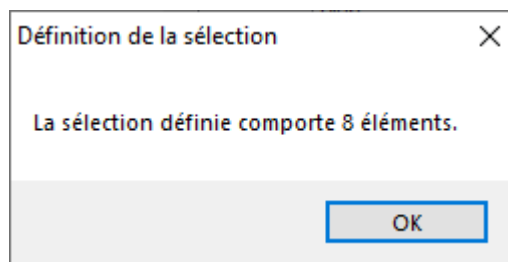 Définition de la sélection
La sélection définie comporte 8 éléments.
OK